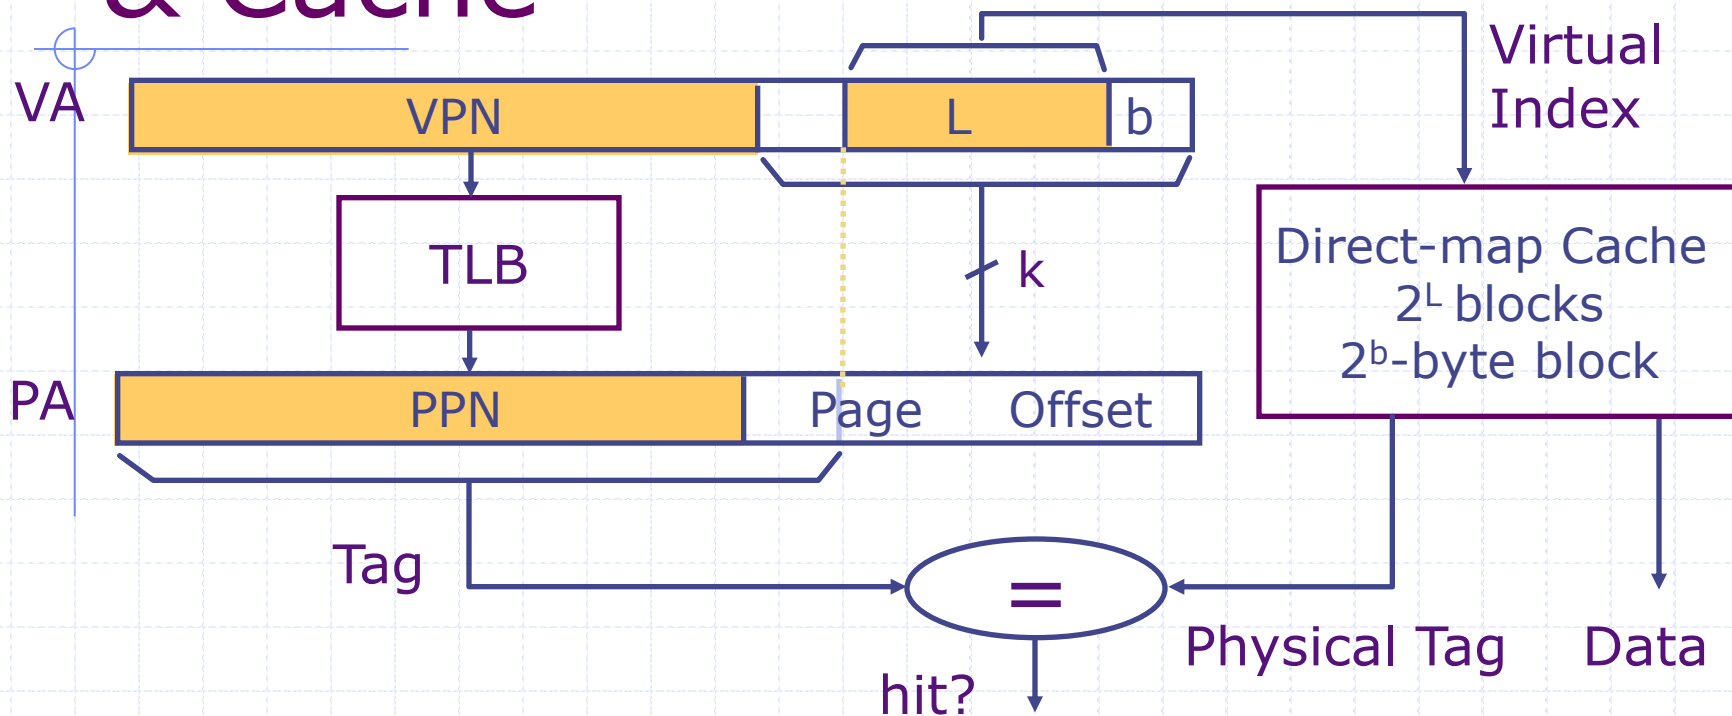 & Cache
VA
VPN
L
b
Virtual
Index
TLB
k
Direct-map Cache
2ᴸ blocks
2ᵇ-byte block
PA
PPN
Page Offset
Tag
=
Physical Tag
Data
hit?